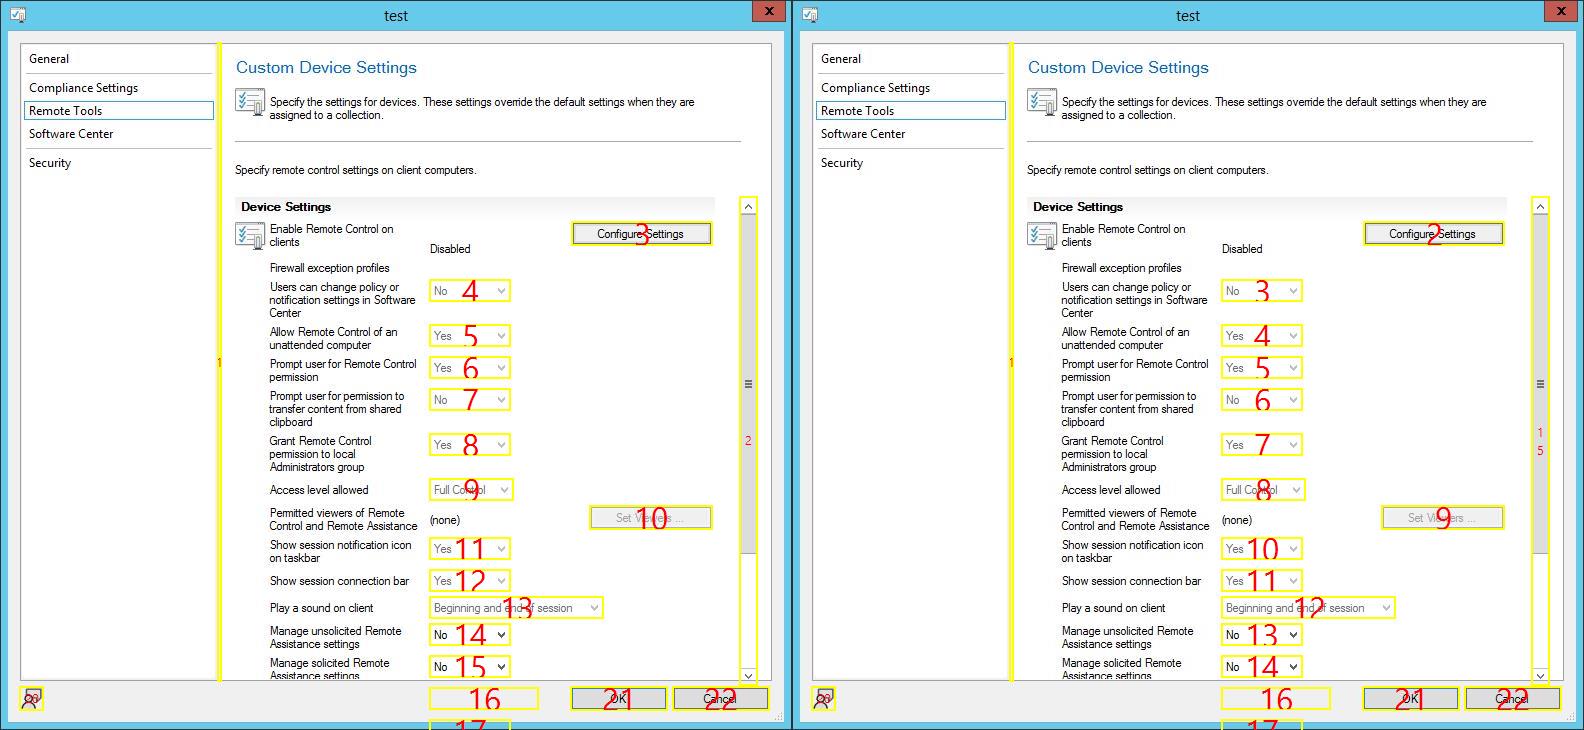 test
X
General
Compliance Settings
Remote Tools
Software Center
Security
1
Custom Device Settings
Specify the settings for devices. These settings override the default settings when they are
assigned to a collection.
Specify remote control settings on client computers.
Device Settings
Enable Remote Control on
clients
Disabled
Configure Settings
3
Firewall exception profiles
Users can change policy or
notification settings in Software
Center
No
4
Allow Remote Control of an
unattended computer
Yes
5
Prompt user for Remote Control
permission
Yes
6
Prompt user for permission to
transfer content from shared
clipboard
No
7
Grant Remote Control
permission to local
Administrators group
Yes
8
2
Access level allowed
Full Control
9
Permitted viewers of Remote
Control and Remote Assistance
(none)
Set Viewers ...
10
Show session notification icon
on taskbar
Yes
11
Show session connection bar
Yes
12
Play a sound on client
Beginning and end of session
13
Manage unsolicited Remote
Assistance settings
No
14
Manage solicited Remote
Assistance settings
No
15
16
OK
21
Cancel
22
17
test
X
General
Compliance Settings
Remote Tools
Software Center
Security
1
Custom Device Settings
Specify the settings for devices. These settings override the default settings when they are
assigned to a collection.
Specify remote control settings on client computers.
Device Settings
Enable Remote Control on
clients
Disabled
Configure Settings
2
Firewall exception profiles
Users can change policy or
notification settings in Software
Center
No
3
Allow Remote Control of an
unattended computer
Yes
4
Prompt user for Remote Control
permission
Yes
5
Prompt user for permission to
transfer content from shared
clipboard
No
6
Grant Remote Control
permission to local
Administrators group
Yes
7
1
5
Access level allowed
Full Control
8
Permitted viewers of Remote
Control and Remote Assistance
(none)
Set Viewers ...
9
Show session notification icon
on taskbar
Yes
10
Show session connection bar
Yes
11
Play a sound on client
Beginning and end of session
12
Manage unsolicited Remote
Assistance settings
No
13
Manage solicited Remote
Assistance settings
No
14
16
OK
21
Cancel
22
17